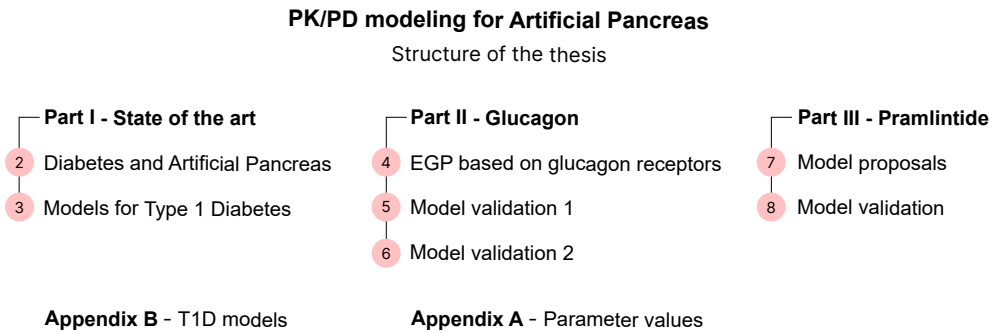 PK/PD modeling for Artificial Pancreas
Structure of the thesis
Part I - State of the art
2 Diabetes and Artificial Pancreas
3 Models for Type 1 Diabetes
Part II - Glucagon
4 EGP based on glucagon receptors
5 Model validation 1
6 Model validation 2
Part III - Pramlintide
7 Model proposals
8 Model validation
Appendix B - T1D models
Appendix A - Parameter values